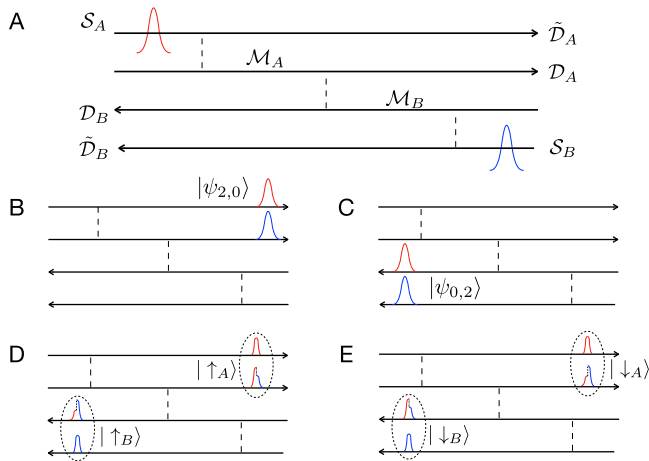 A
𝒮_A
𝒟̃_A
ℳ_A
𝒟_A
𝒟_B
ℳ_B
𝒟̃_B
𝒮_B
B
|ψ_{2,0}⟩
C
|ψ_{0,2}⟩
D
|↑_A⟩
|↑_B⟩
E
|↓_A⟩
|↓_B⟩